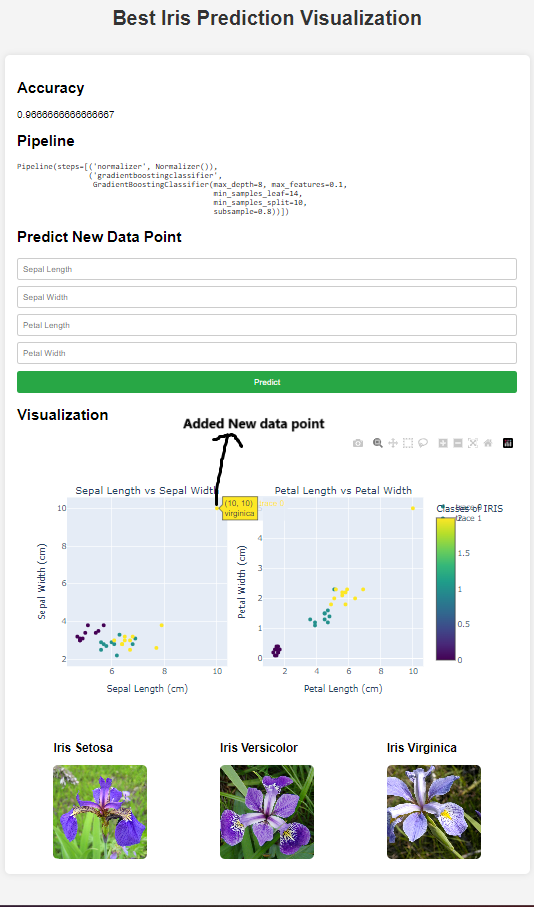 Best Iris Prediction Visualization
Accuracy
0.9666666666666667
Pipeline
Pipeline(steps=[('normalizer', Normalizer()),
('gradientboostingclassifier',
GradientBoostingClassifier(max_depth=8, max_features=0.1,
min_samples_leaf=14,
min_samples_split=10,
subsample=0.8))])
Predict New Data Point
Sepal Length
Sepal Width
Petal Length
Petal Width
Predict
Visualization
Added New data point
Sepal Length vs Sepal Width
Petal Length vs Petal Width
(10, 10)
virginica
Classes of IRIS
trace 1
10
8
6
4
2
Sepal Width (cm)
6
8
10
Sepal Length (cm)
4
3
2
1
0
Petal Width (cm)
2
4
6
8
10
Petal Length (cm)
1.5
1
0.5
0
Iris Setosa
Iris Versicolor
Iris Virginica